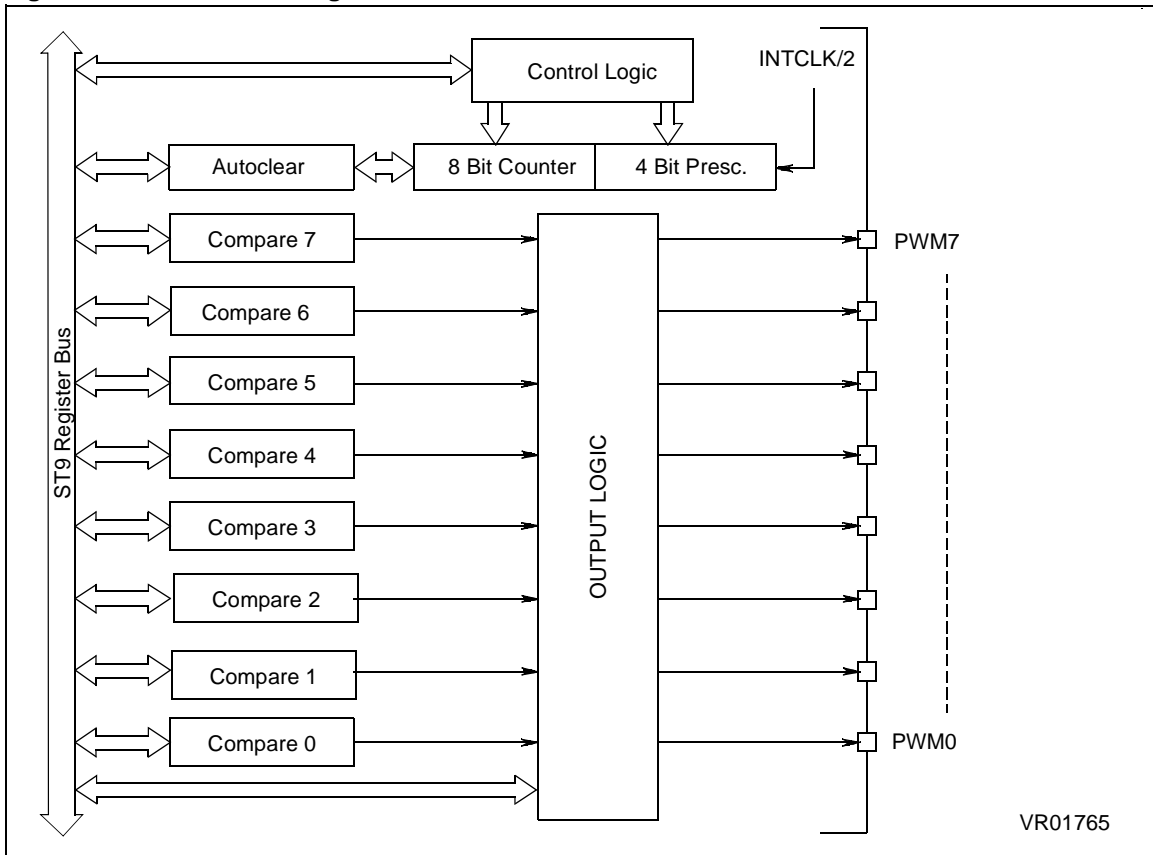 Control Logic
INTCLK/2
Autoclear
8 Bit Counter
4 Bit Presc.
Compare 7
PWM7
Compare 6
Compare 5
Compare 4
Compare 3
Compare 2
Compare 1
Compare 0
PWM0
ST9 Register Bus
OUTPUT LOGIC
VR01765